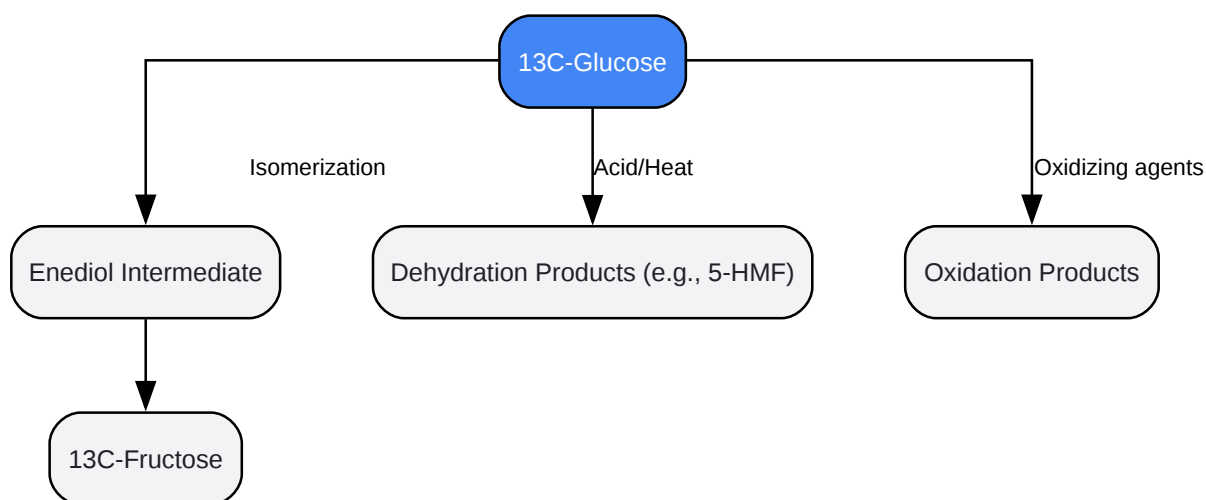 13C-Glucose
Isomerization
Acid/Heat
Oxidizing agents
Enediol Intermediate
Dehydration Products (e.g., 5-HMF)
Oxidation Products
13C-Fructose